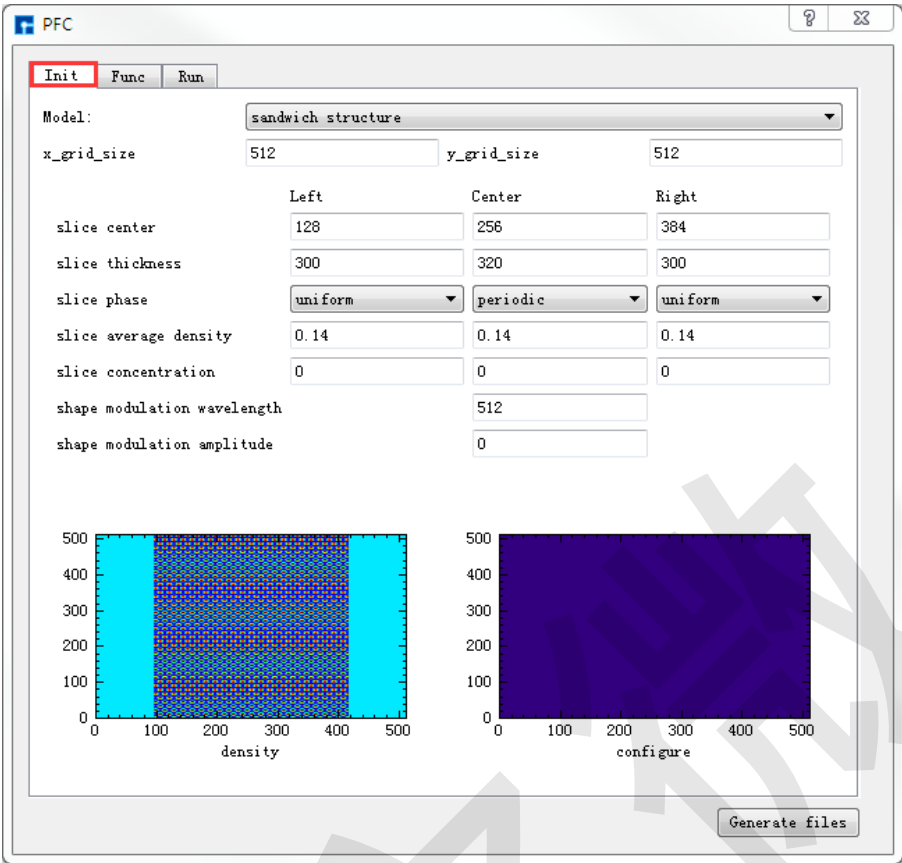 PFC
Init Func Run
Model: sandwich structure
x_grid_size 512 y_grid_size 512
Left Center Right
slice center 128 256 384
slice thickness 300 320 300
slice phase uniform periodic uniform
slice average density 0.14 0.14 0.14
slice concentration 0 0 0
shape modulation wavelength 512
shape modulation amplitude 0
500 500
400 400
300 300
200 200
100 100
0 0
0 100 200 300 400 500 0 100 200 300 400 500
density configure
Generate files